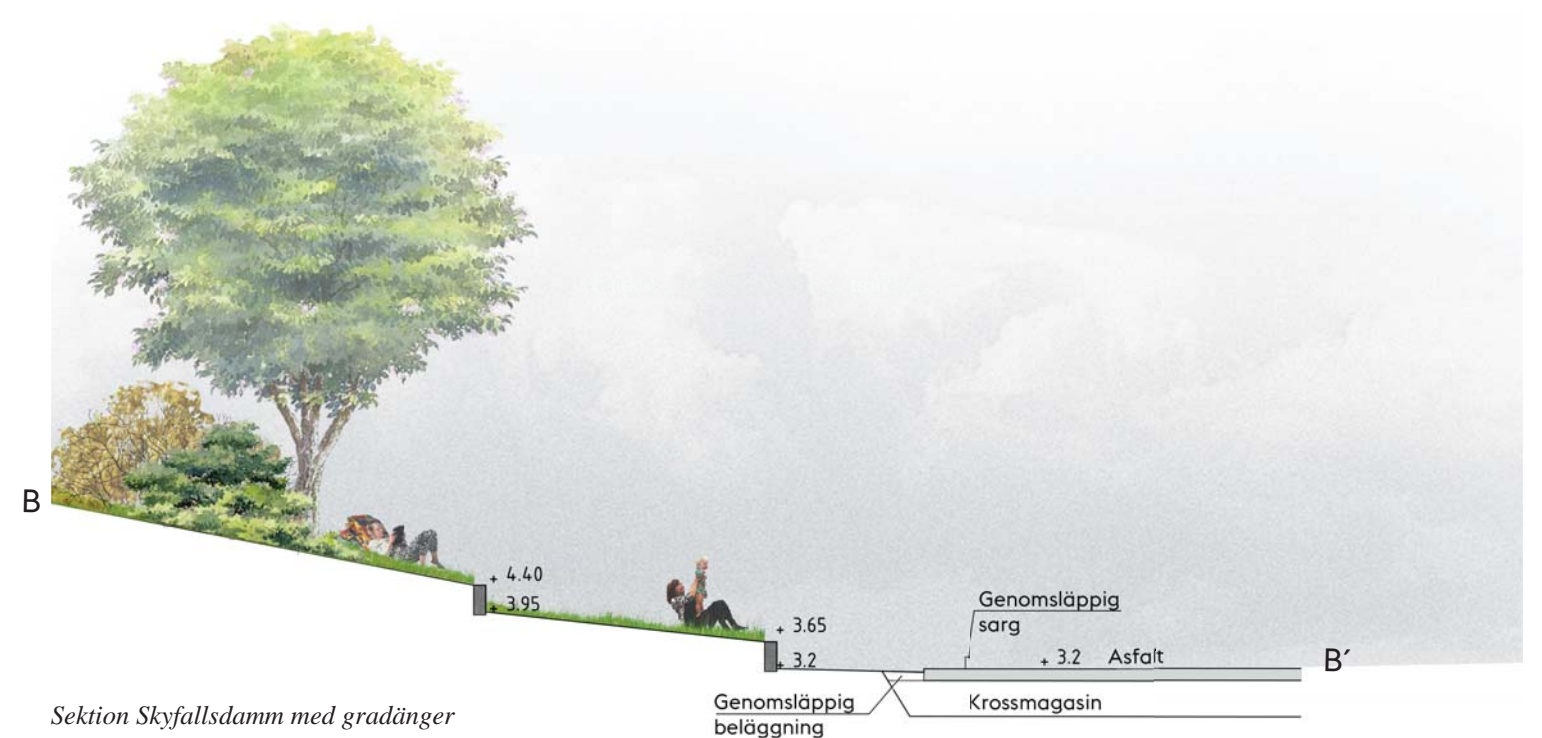 B
+ 4.40
+ 3.95
+ 3.65
+ 3.2
Genomsläppig
sarg
+ 3.2 Asfalt
B´
Genomsläppig
beläggning
Krossmagasin
Sektion Skyfallsdamm med gradänger